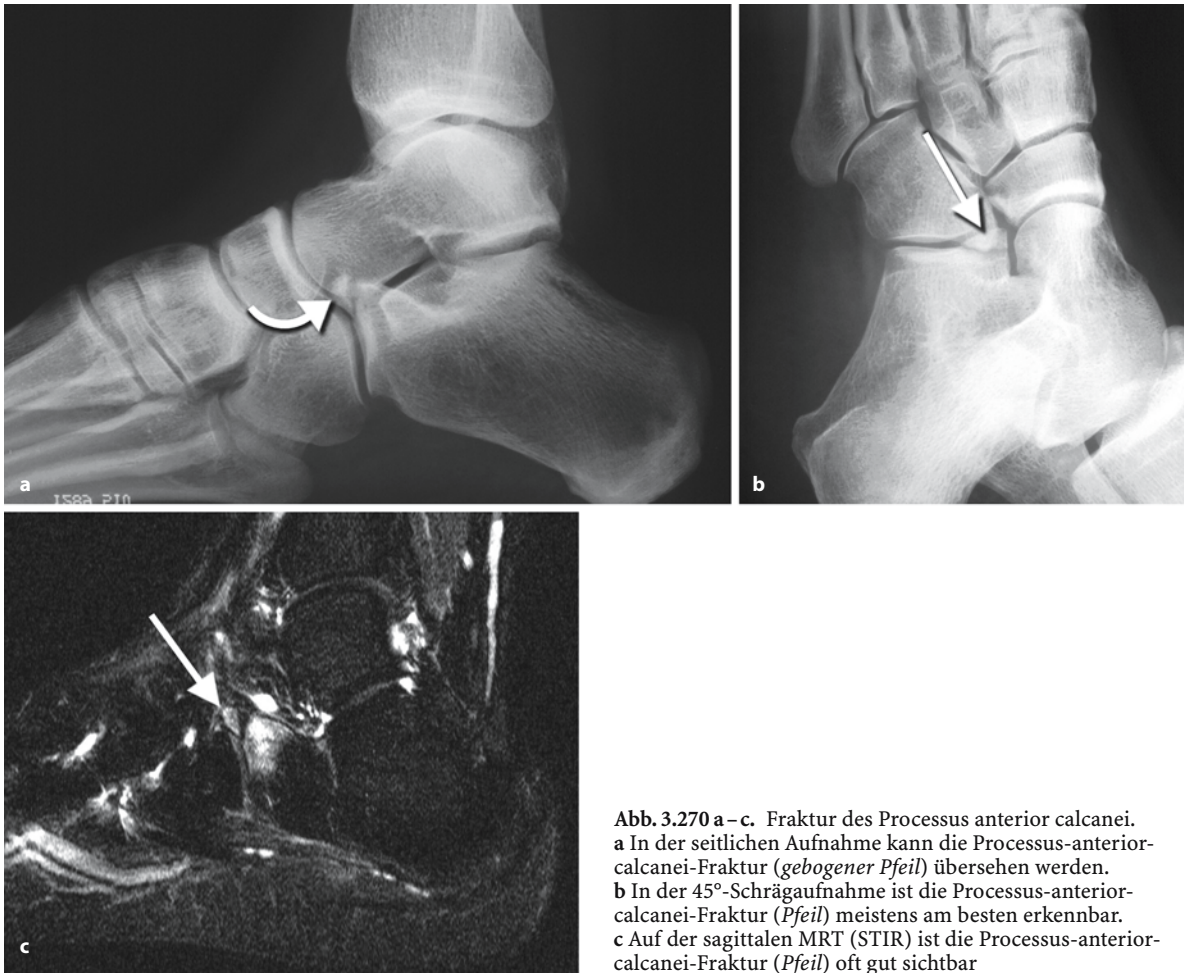 a
1289 PIO
b
c
Abb. 3.270 a – c. Fraktur des Processus anterior calcanei.
a In der seitlichen Aufnahme kann die Processus-anterior-
calcanei-Fraktur (gebogener Pfeil) übersehen werden.
b In der 45°-Schrägaufnahme ist die Processus-anterior-
calcanei-Fraktur (Pfeil) meistens am besten erkennbar.
c Auf der sagittalen MRT (STIR) ist die Processus-anterior-
calcanei-Fraktur (Pfeil) oft gut sichtbar